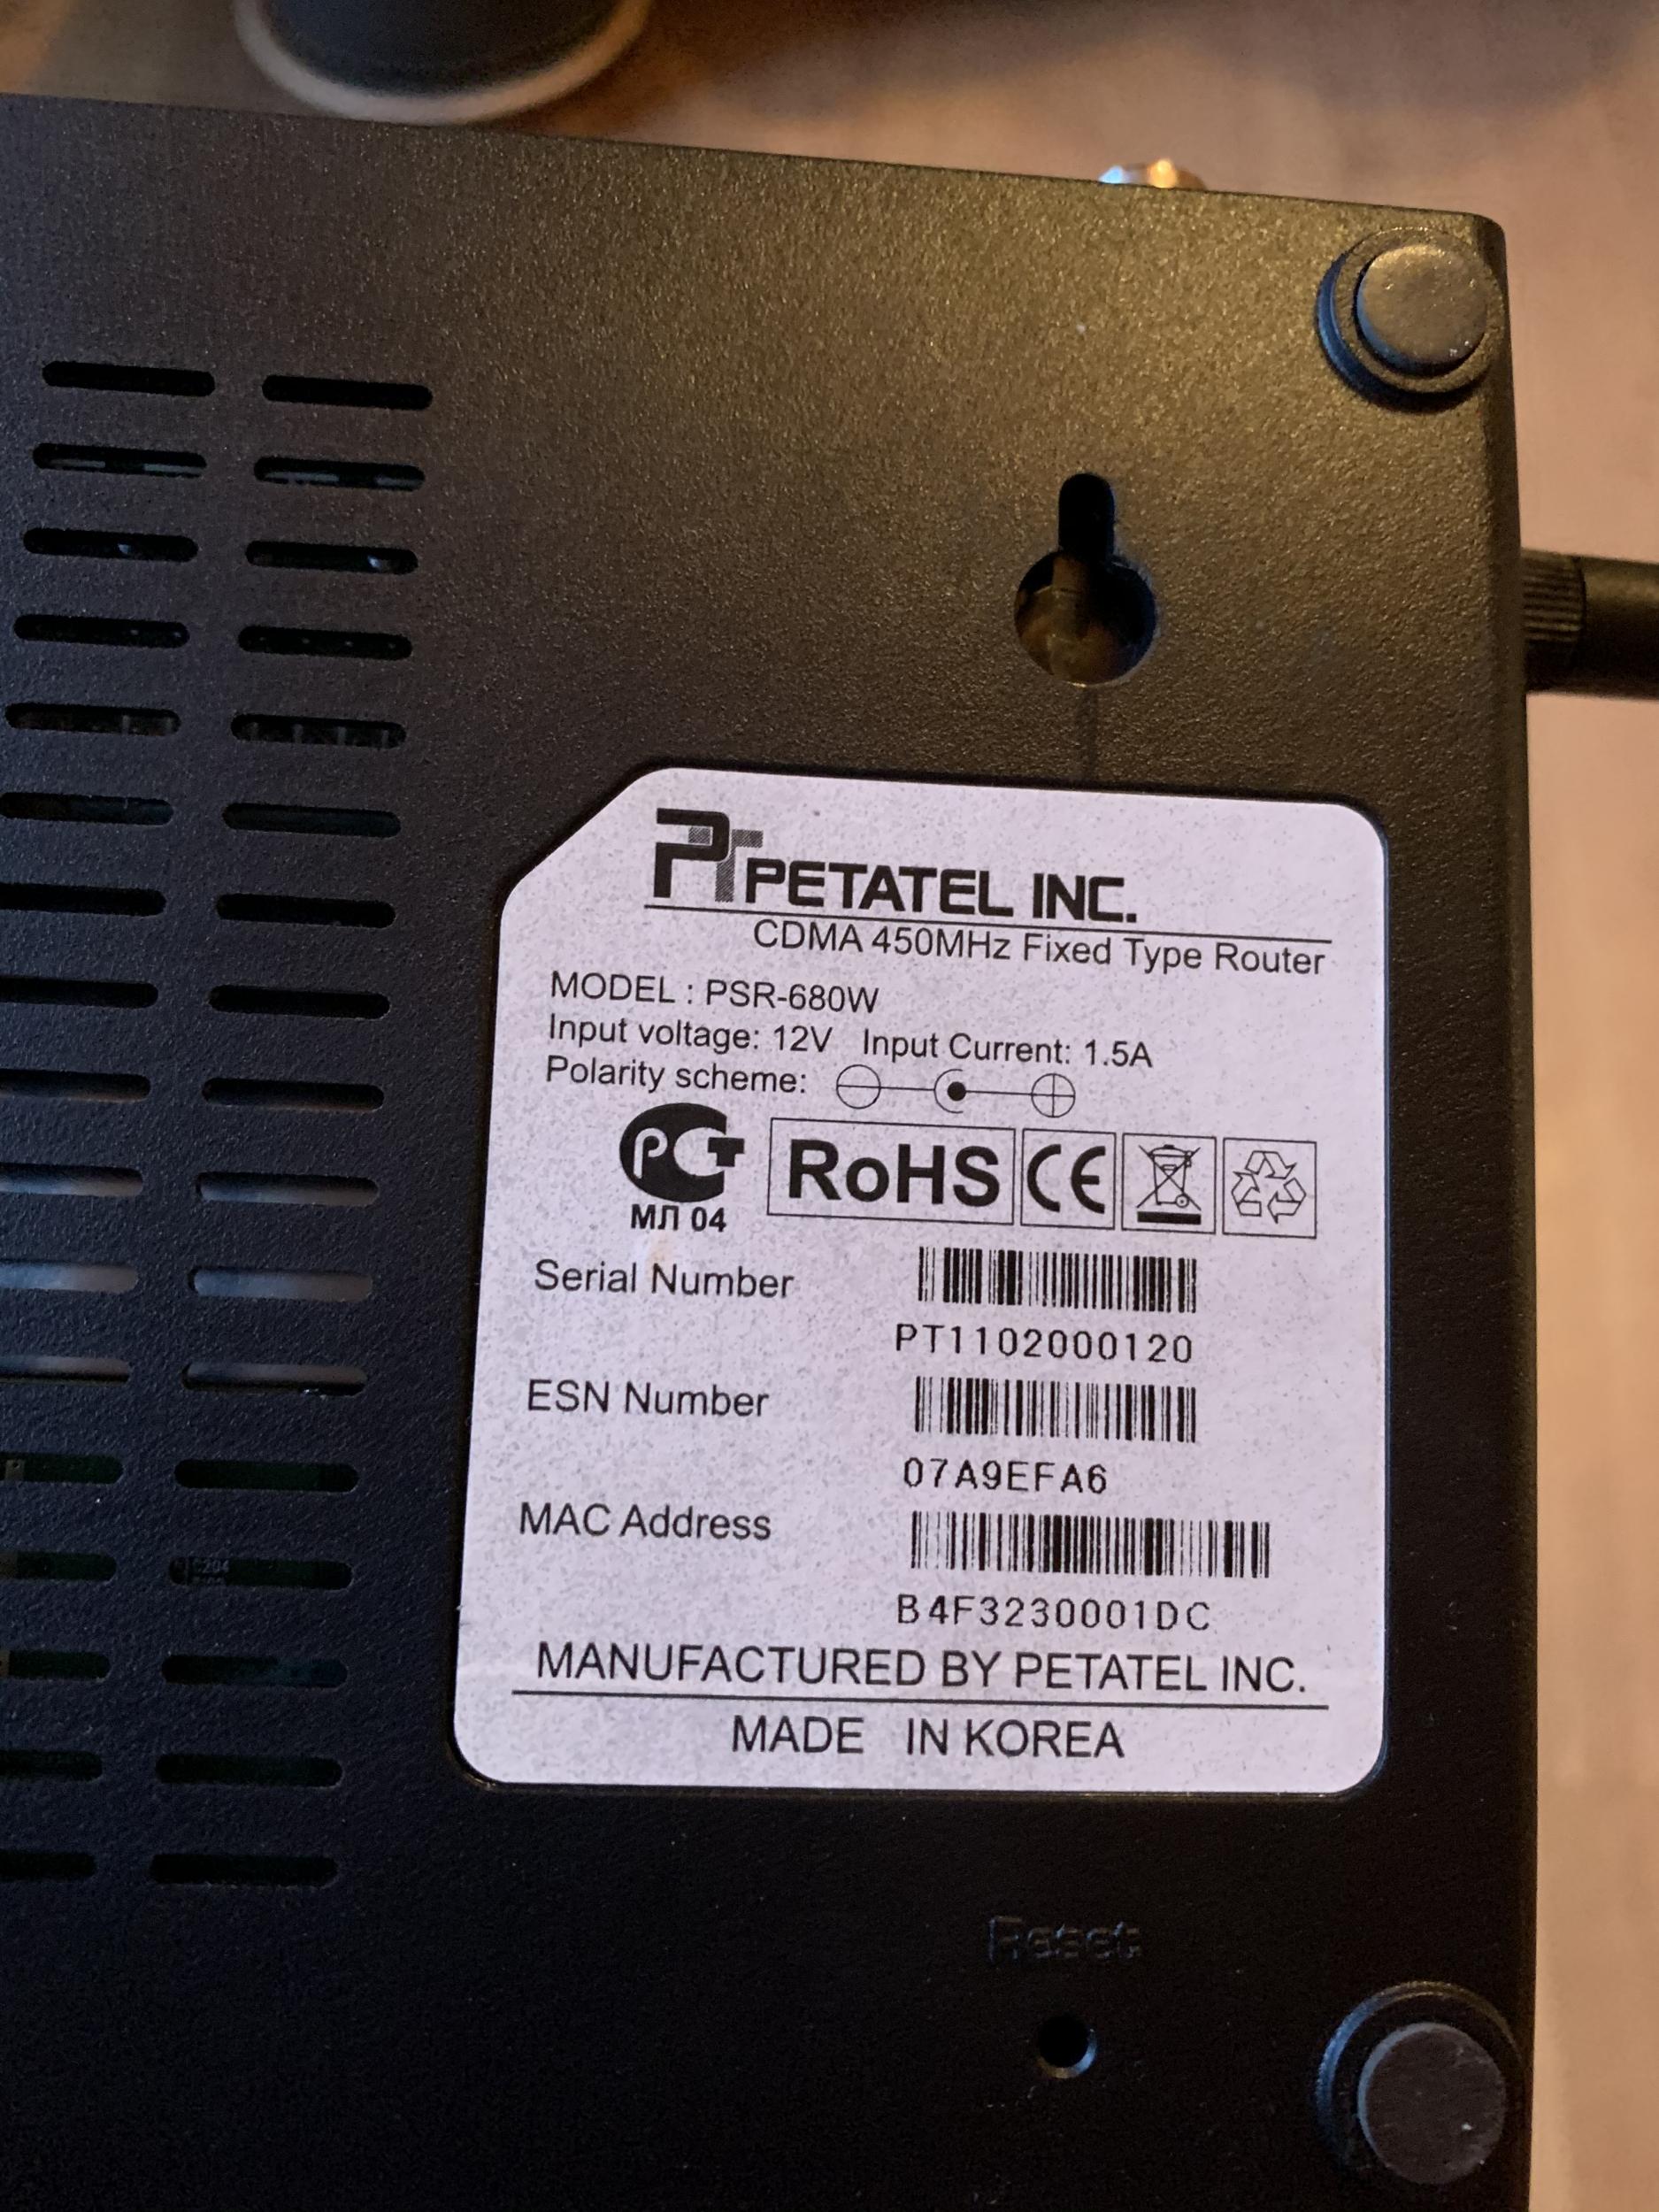 PT PETATEL INC.
CDMA 450MHz Fixed Type Router
MODEL : PSR-680W
Input voltage: 12V Input Current: 1.5A
Polarity scheme:
РСТ RoHS CE
МЛ 04
Serial Number
PT1102000120
ESN Number
07A9EFA6
MAC Address
B4F3230001DC
MANUFACTURED BY PETATEL INC.
MADE IN KOREA
Reset